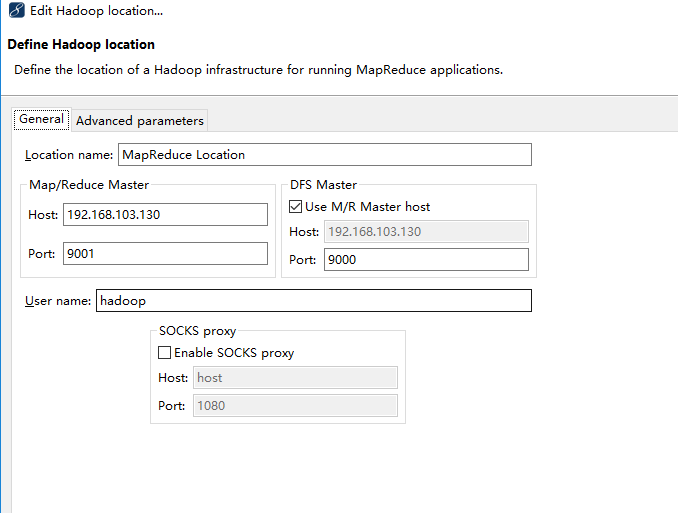 Edit Hadoop location...
Define Hadoop location
Define the location of a Hadoop infrastructure for running MapReduce applications.
General Advanced parameters
Location name: MapReduce Location
Map/Reduce Master
Host: 192.168.103.130
Port: 9001
DFS Master
Use M/R Master host
Host: 192.168.103.130
Port: 9000
User name: hadoop
SOCKS proxy
Enable SOCKS proxy
Host: host
Port: 1080